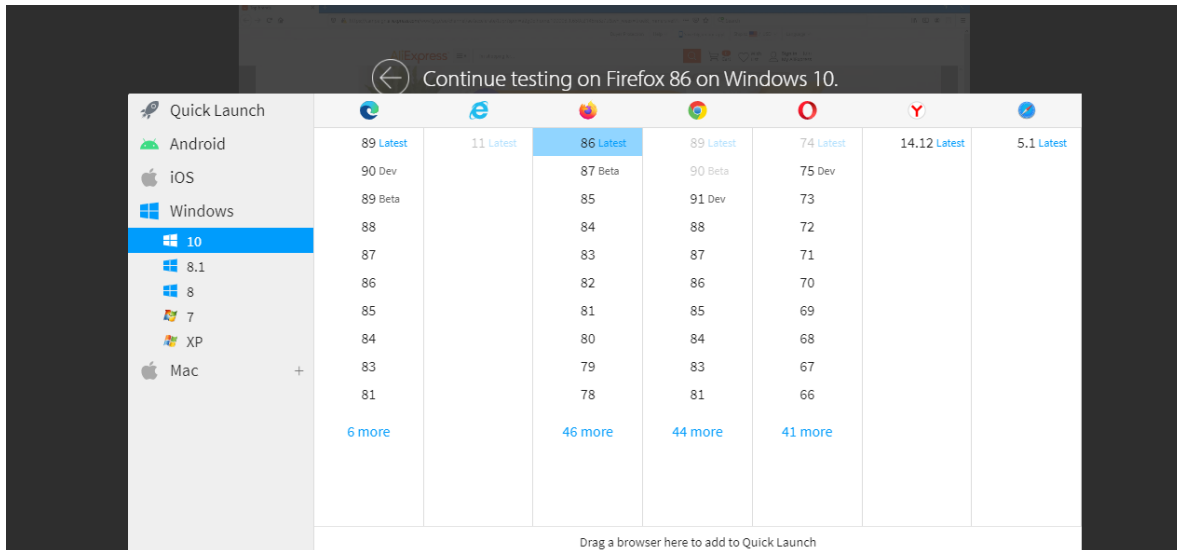 AliExpress
Continue testing on Firefox 86 on Windows 10.
Quick Launch
Android
iOS
Windows
10
8.1
8
7
XP
Mac +
89 Latest 11 Latest 86 Latest 89 Latest 74 Latest 14.12 Latest 5.1 Latest
90 Dev 87 Beta 90 Beta 75 Dev
89 Beta 85 91 Dev 73
88 84 88 72
87 83 87 71
86 82 86 70
85 81 85 69
84 80 84 68
83 79 83 67
81 78 81 66
6 more 46 more 44 more 41 more
Drag a browser here to add to Quick Launch